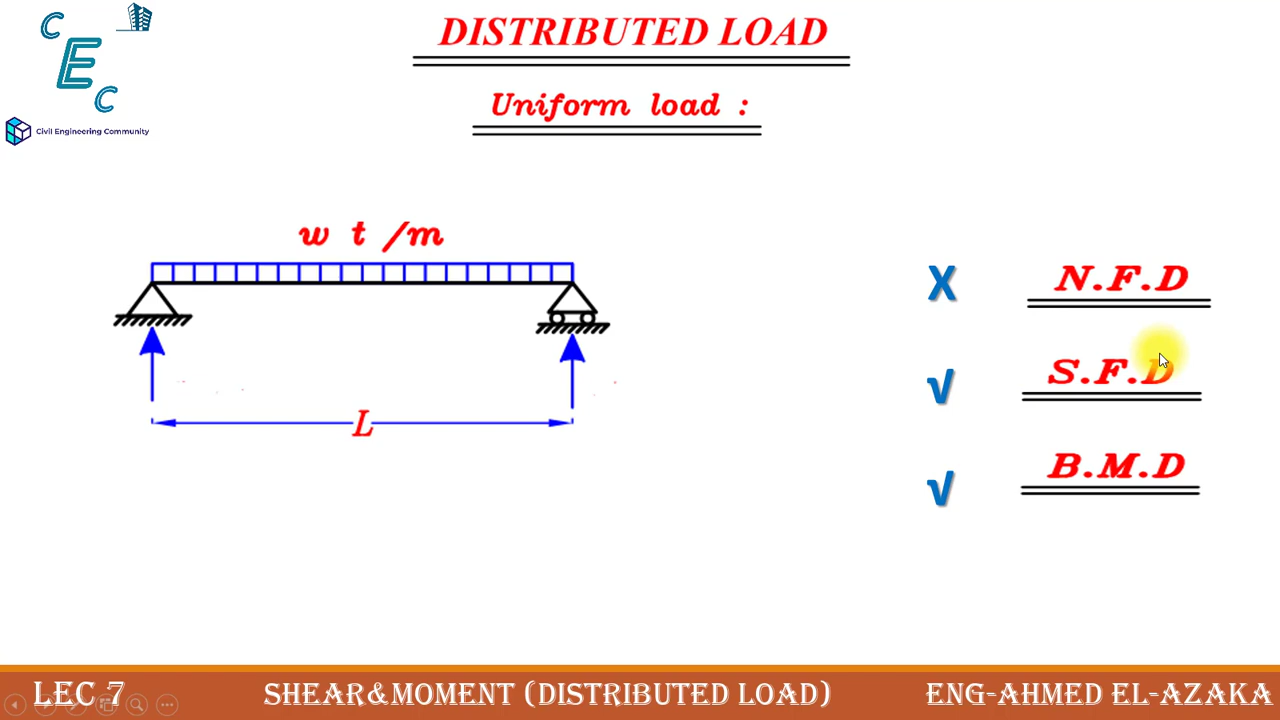 C
E
C
Civil Engineering Community
DISTRIBUTED LOAD
Uniform load :
w t /m
L
X N.F.D
√ S.F.D
√ B.M.D
LEC 7 SHEAR&MOMENT (DISTRIBUTED LOAD) ENG-AHMED EL-AZAKA